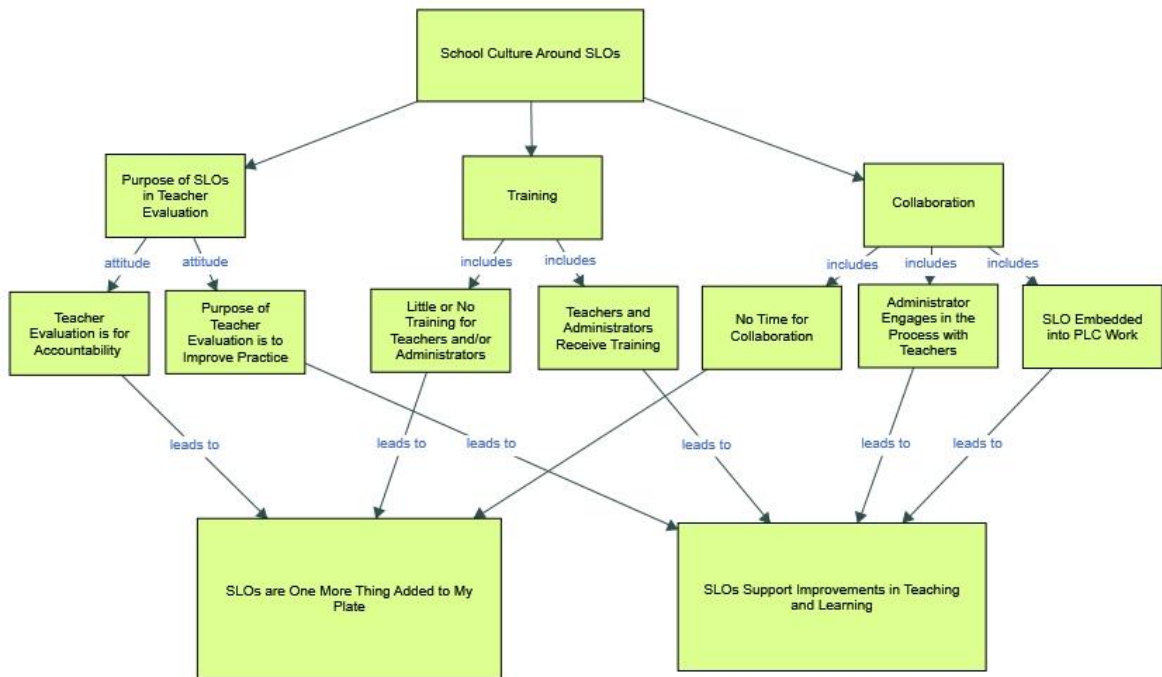 School Culture Around SLOs
Purpose of SLOs
in Teacher
Evaluation
Training
Collaboration
attitude
attitude
includes
includes
includes
includes
includes
Teacher
Evaluation is for
Accountability
Purpose of
Teacher
Evaluation is to
Improve Practice
Little or No
Training for
Teachers and/or
Administrators
Teachers and
Administrators
Receive Training
No Time for
Collaboration
Administrator
Engages in the
Process with
Teachers
SLO Embedded
into PLC Work
leads to
leads to
leads to
leads to
leads to
leads to
SLOs are One More Thing Added to My
Plate
SLOs Support Improvements in Teaching
and Learning